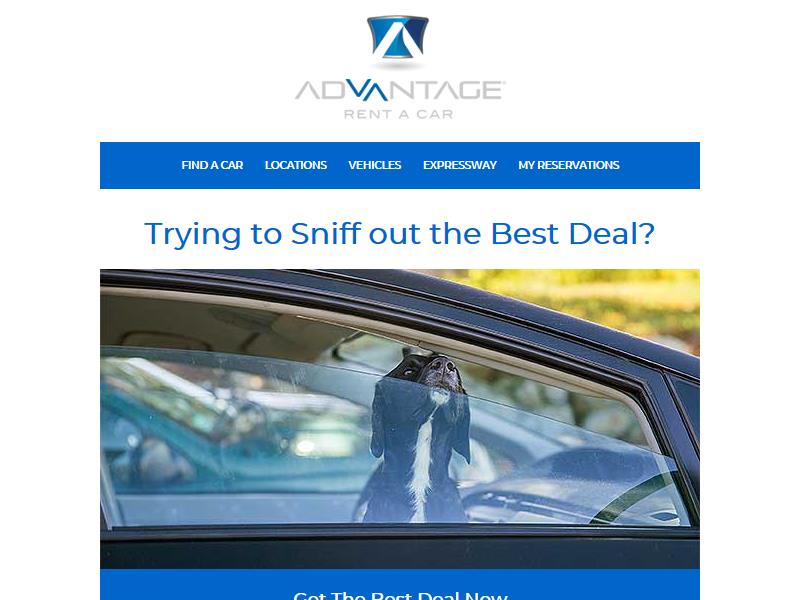 ADVANTAGE
RENT A CAR
FIND A CAR LOCATIONS VEHICLES EXPRESSWAY MY RESERVATIONS
Trying to Sniff out the Best Deal?
Get The Best Deal Now